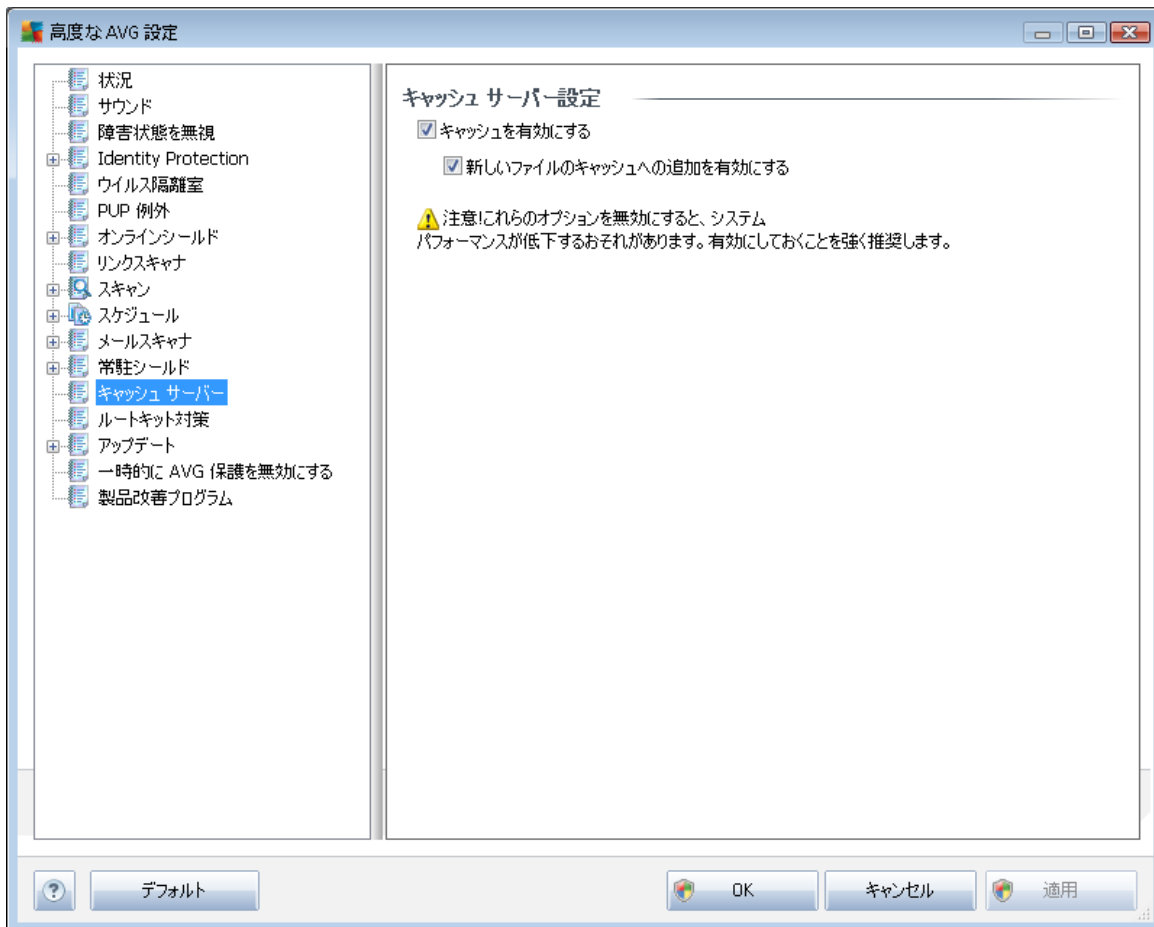 高度な AVG 設定
状況
サウンド
障害状態を無視
Identity Protection
ウイルス隔離室
PUP 例外
オンラインシールド
リンクスキャナ
スキャン
スケジュール
メールスキャナ
常駐シールド
キャッシュ サーバー
ルートキット対策
アップデート
一時的に AVG 保護を無効にする
製品改善プログラム
キャッシュ サーバー設定
キャッシュを有効にする
新しいファイルのキャッシュへの追加を有効にする
注意!これらのオプションを無効にすると、システム
パフォーマンスが低下するおそれがあります。有効にしておくことを強く推奨します。
?
デフォルト
OK
キャンセル
適用